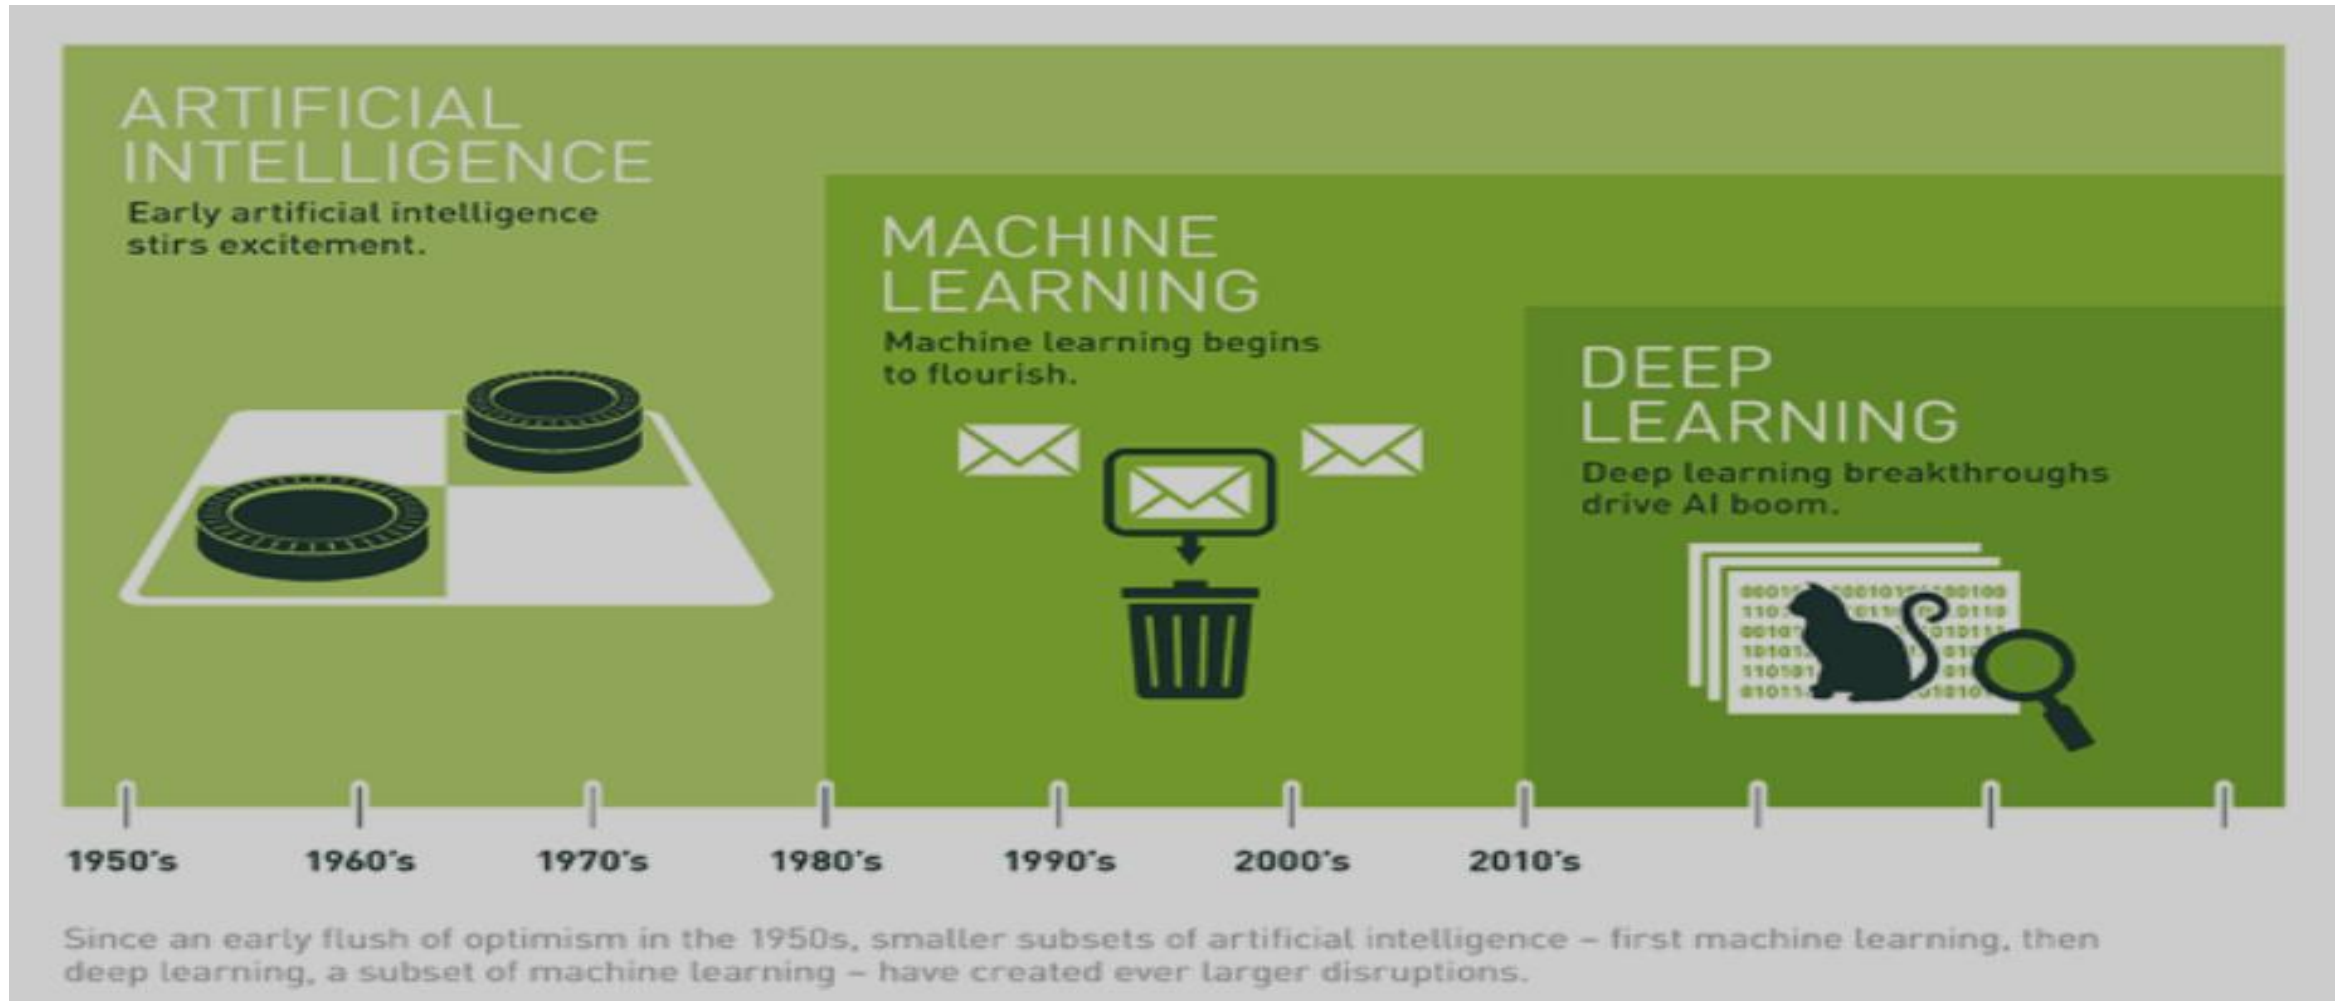 ARTIFICIAL
INTELLIGENCE
Early artificial intelligence
stirs excitement.
MACHINE
LEARNING
Machine learning begins
to flourish.
DEEP
LEARNING
Deep learning breakthroughs
drive AI boom.
1950's 1960's 1970's 1980's 1990's 2000's 2010's
Since an early flush of optimism in the 1950s, smaller subsets of artificial intelligence – first machine learning, then
deep learning, a subset of machine learning – have created ever larger disruptions.